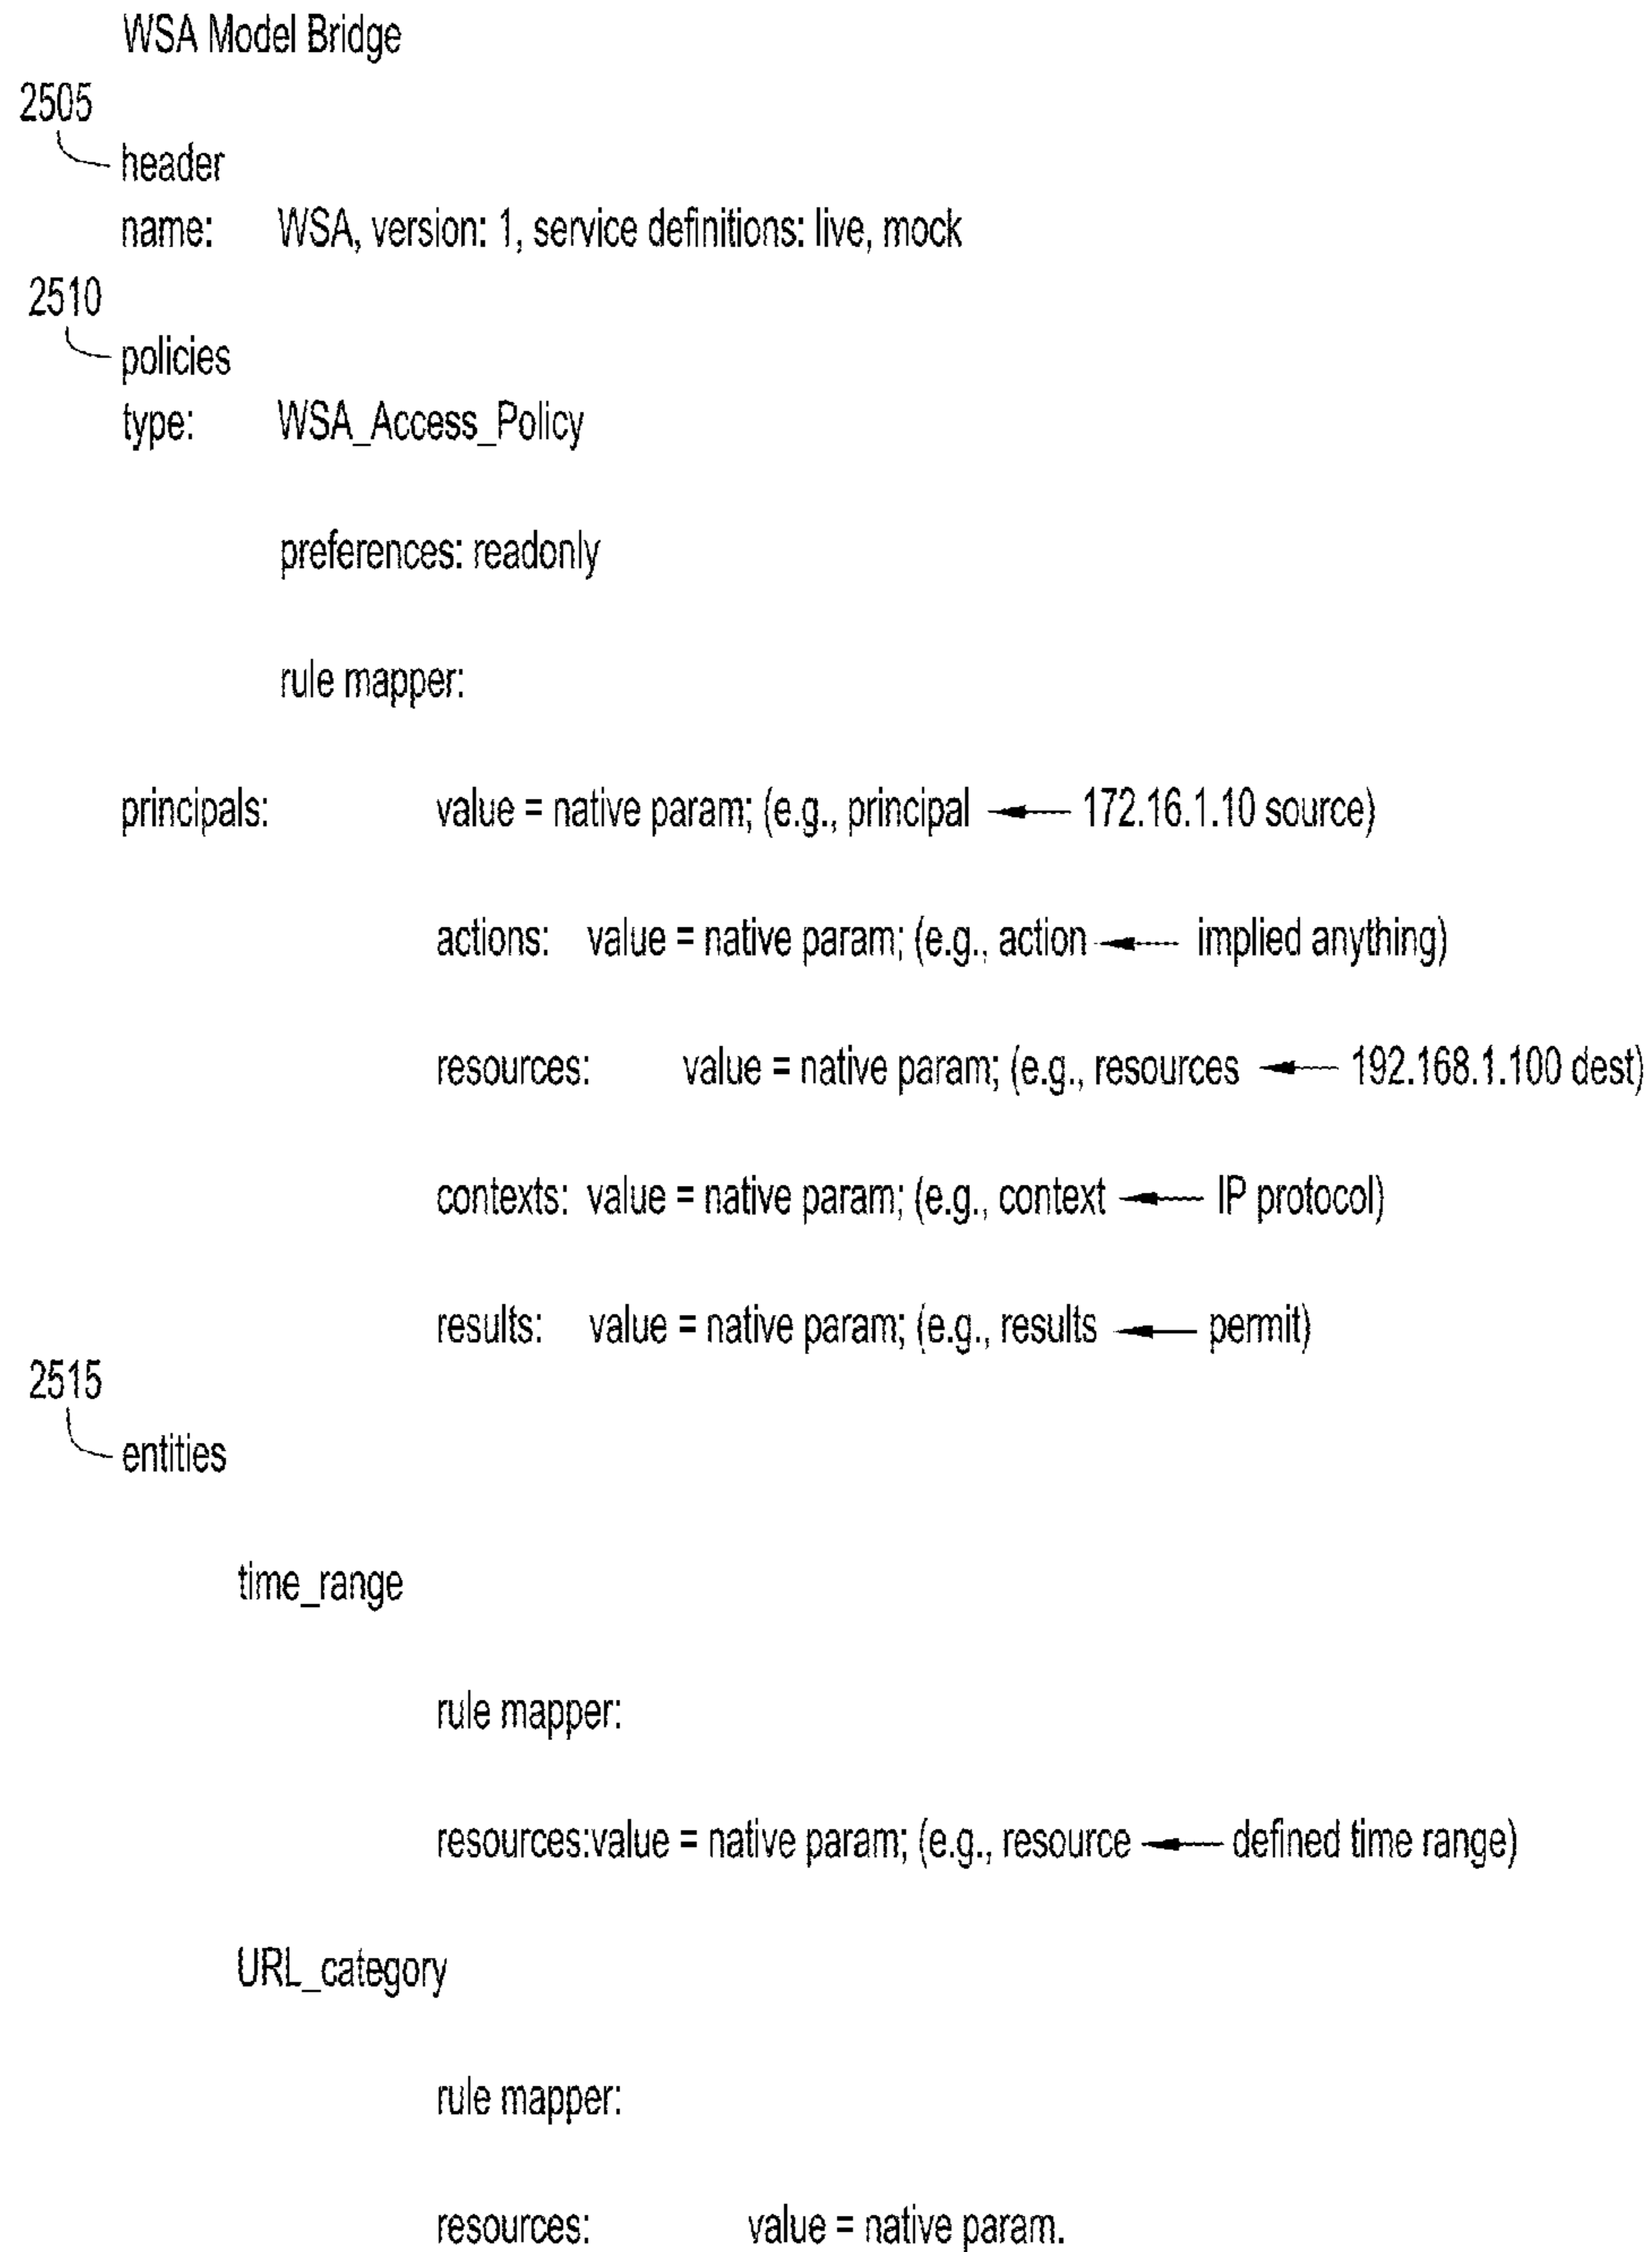 WSA Model Bridge
2505
header
name: WSA, version: 1, service definitions: live, mock
2510
policies
type: WSA_Access_Policy
preferences: readonly
rule mapper:
principals: value = native param; (e.g., principal ← 172.16.1.10 source)
actions: value = native param; (e.g., action ← implied anything)
resources: value = native param; (e.g., resources ← 192.168.1.100 dest)
contexts: value = native param; (e.g., context ← IP protocol)
results: value = native param; (e.g., results ← permit)
2515
entities
time_range
rule mapper:
resources:value = native param; (e.g., resource ← defined time range)
URL_category
rule mapper:
resources: value = native param.